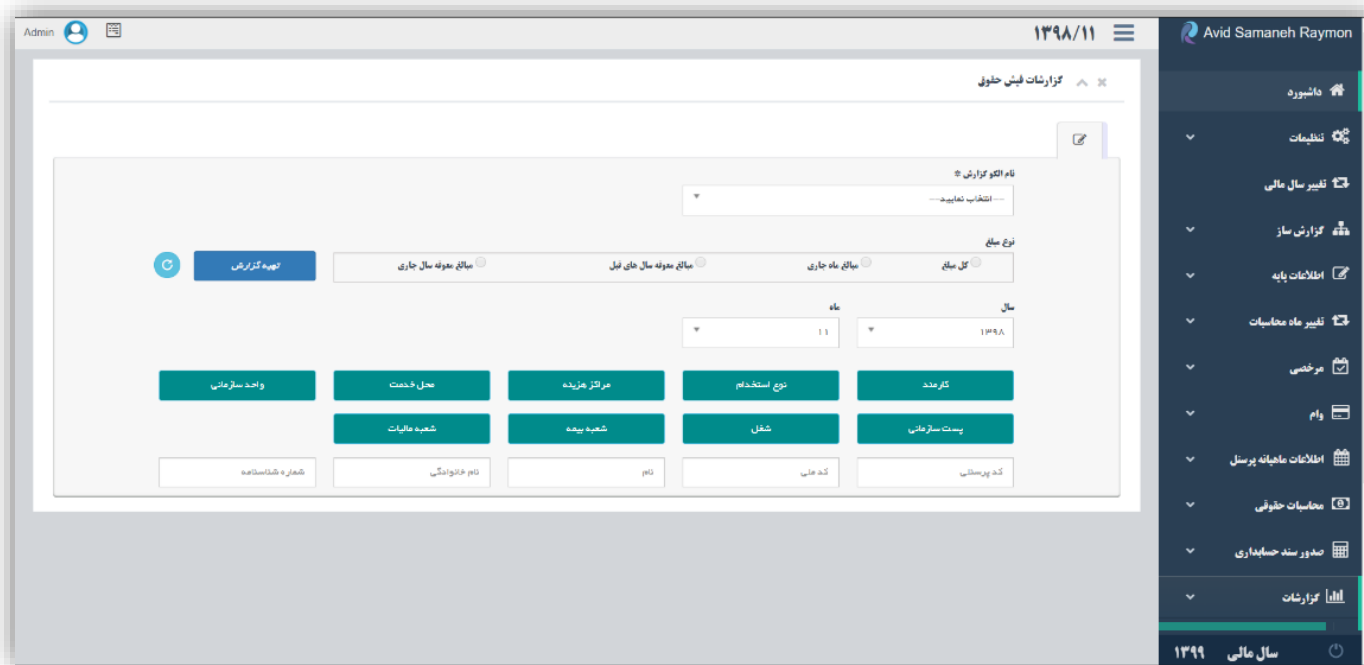 Avid Samaneh Raymon
داشبورد
تنظیمات
تغییر سال مالی
گزارش ساز
اطلاعات پایه
تغییر ماه محاسبات
مرخصی
وام
اطلاعات ماهیانه پرسنل
محاسبات حقوقی
صدور سند حسابداری
گزارشات
سال مالی ۱۳۹۹
۱۳۹۸/۱۱
Admin
گزارشات فیش حقوق
نام الکو گزارش *
---انتخاب نمایید---
نوع مبلغ
کل مبلغ مبالغ ماه جاری مبالغ معوقه سال های قبل مبالغ معوقه سال جاری تهیه گزارش
سال ماه
۱۳۹۸ ۱۱
کارمند نوع استخدام مراکز هزینه محل خدمت واحد سازمانی
پست سازمانی شغل شعبه بیمه شعبه مالیات
کد پرسنلی کد ملی نام نام خانوادگی شماره شناسنامه